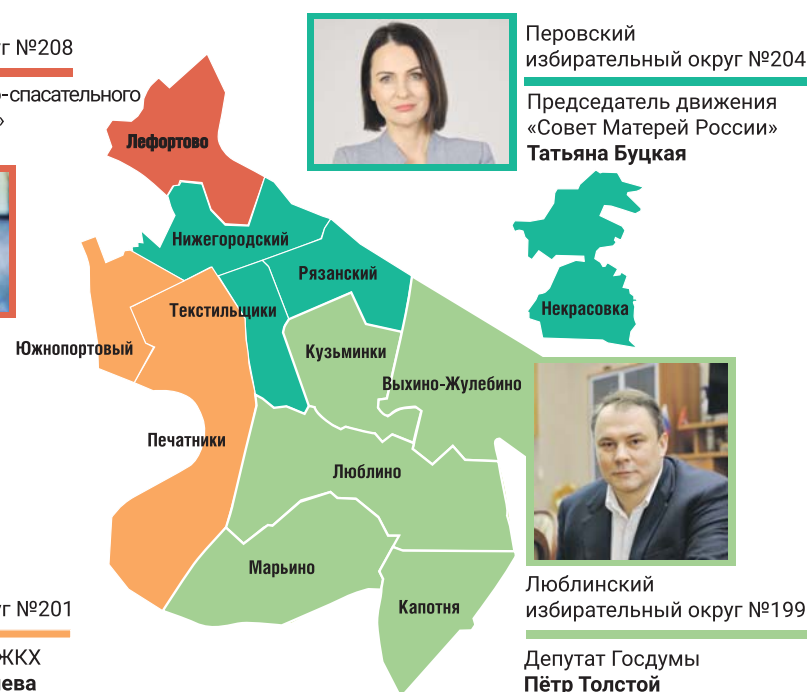 №208
-спасательного
»
Перовский
избирательный округ №204
Председатель движения
«Совет Матерей России»
Татьяна Буцкая
Лефортово
Нижегородский
Рязанский
Текстильщики
Некрасовка
Южнопортовый
Кузьминки
Выхино-Жулебино
Печатники
Люблино
Марьино
Капотня
№201
ЖКХ
Люблинский
избирательный округ №199
Депутат Госдумы
Пётр Толстой